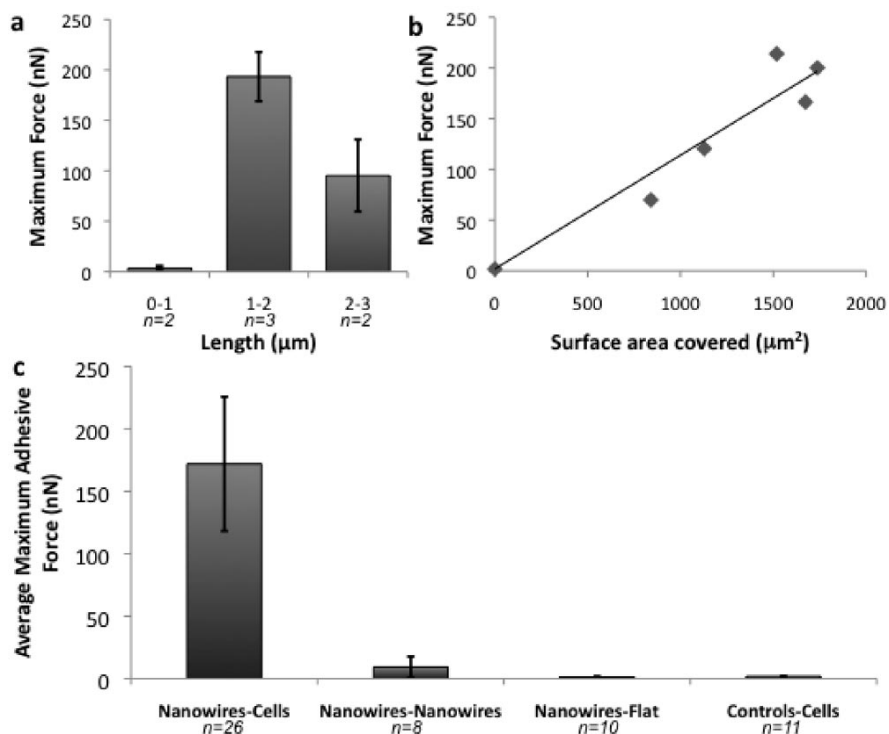 a
Maximum Force (nN)
250
200
150
100
50
0
0-1
n=2
1-2
n=3
2-3
n=2
Length (μm)
b
Maximum Force (nN)
250
200
150
100
50
0
0
500
1000
1500
2000
Surface area covered (μm²)
c
Average Maximum Adhesive
Force (nN)
250
200
150
100
50
0
Nanowires-Cells
n=26
Nanowires-Nanowires
n=8
Nanowires-Flat
n=10
Controls-Cells
n=11